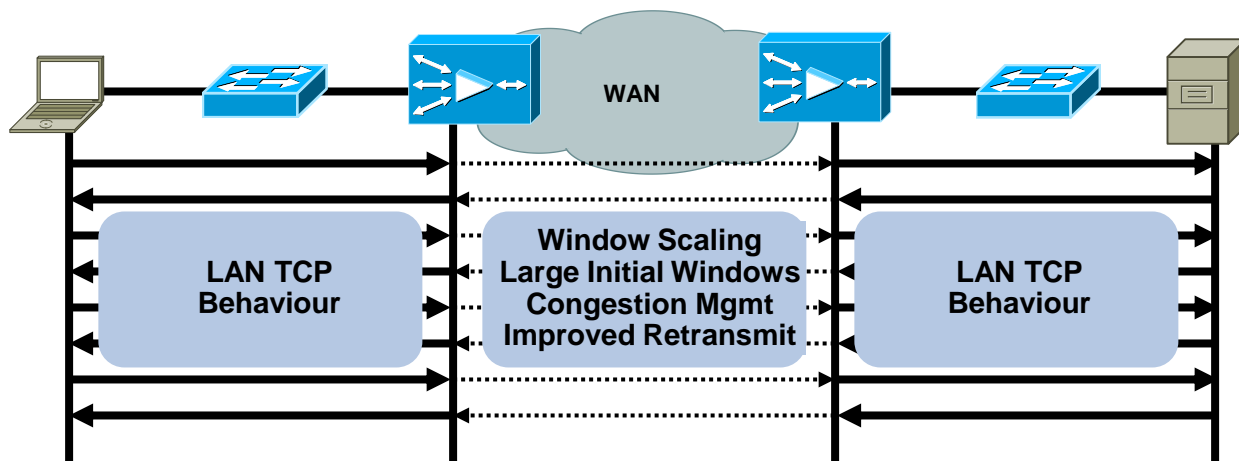 WAN
LAN TCP
Behaviour
Window Scaling
Large Initial Windows
Congestion Mgmt
Improved Retransmit
LAN TCP
Behaviour